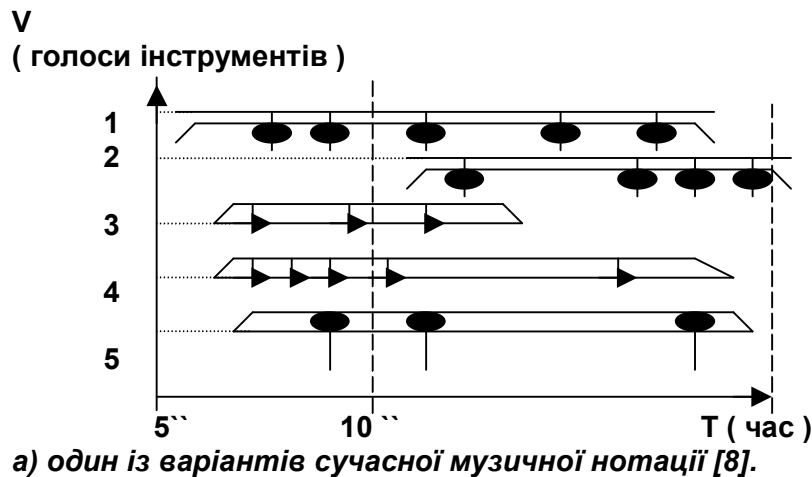 V
( голоси інструментів )
1
2
3
4
5
5`` 10 `` T ( час )
а) один із варіантів сучасної музичної нотації [8].